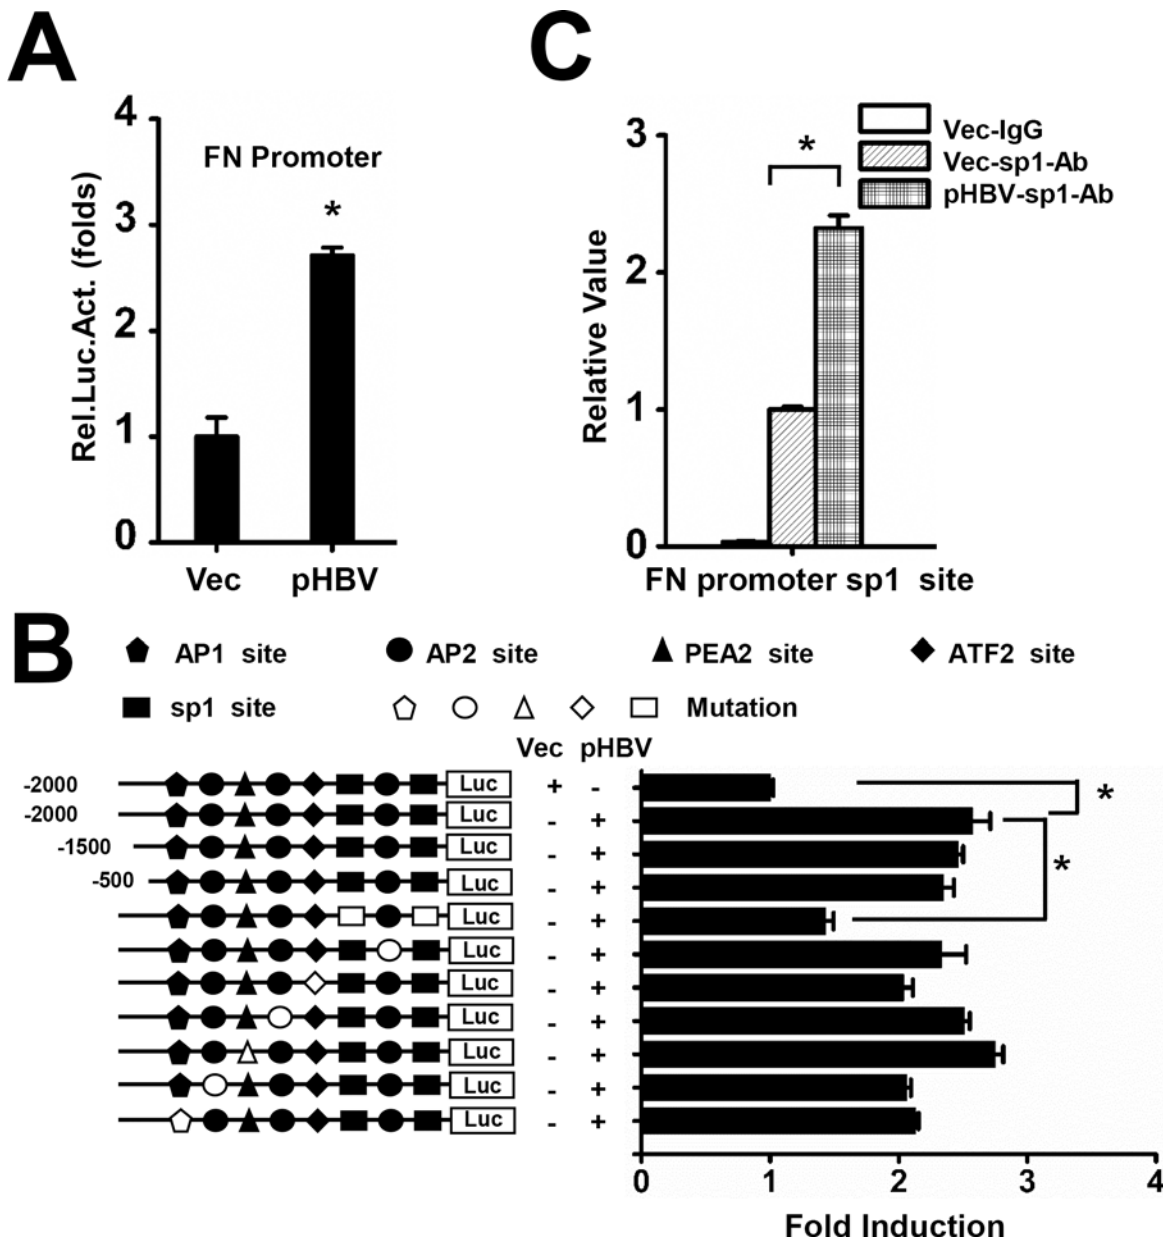 A
4
3
2
1
0
Rel.Luc.Act. (folds)
FN Promoter
*
Vec pHBV
C
3
2
1
0
Relative Value
*
Vec-IgG
Vec-sp1-Ab
pHBV-sp1-Ab
FN promoter sp1 site
B
AP1 site AP2 site PEA2 site ATF2 site
sp1 site Mutation
Vec pHBV
-2000 Luc + -
-2000 Luc - +
-1500 Luc - +
-500 Luc - +
Luc - +
Luc - +
Luc - +
Luc - +
Luc - +
Luc - +
Luc - +
*
*
0 1 2 3 4
Fold Induction